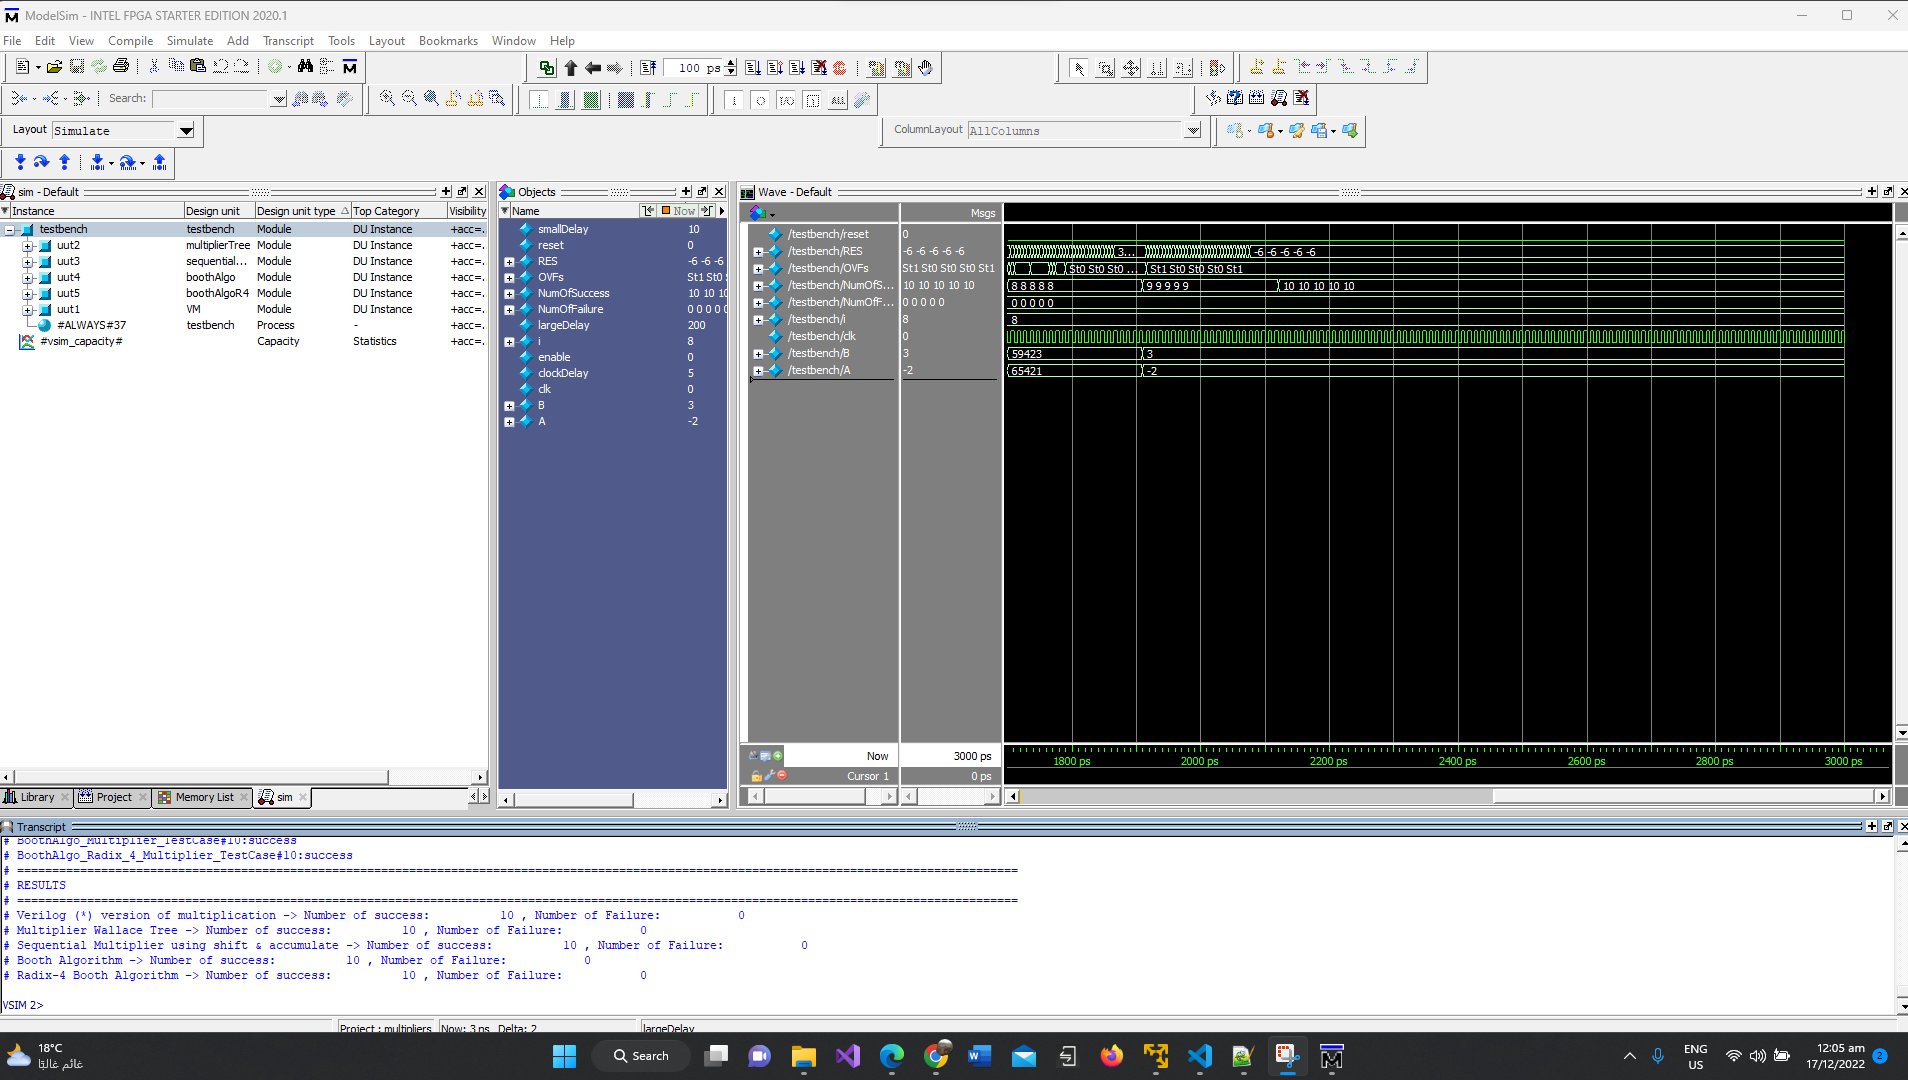 ModelSim - INTEL FPGA STARTER EDITION 2020.1
File Edit View Compile Simulate Add Transcript Tools Layout Bookmarks Window Help
100 ps
Search:
Layout Simulate
ColumnLayout AllColumns
sim - Default
Instance Design unit Design unit type Top Category Visibility
testbench testbench Module DU Instance +acc=..
uut2 multiplierTree Module DU Instance +acc=..
uut3 sequential... Module DU Instance +acc=..
uut4 boothAlgo Module DU Instance +acc=..
uut5 boothAlgoR4 Module DU Instance +acc=..
uut1 VM Module DU Instance +acc=..
#ALWAYS#37 testbench Process - +acc=..
#vsim_capacity# Capacity Statistics +acc=..
Library Project Memory List sim
Objects
Name Now
smallDelay 10
reset 0
RES -6 -6 -6
OVFs St1 St0
NumOfSuccess 10 10 10
NumOfFailure 0 0 0 0
largeDelay 200
i 8
enable 0
clockDelay 5
clk 0
B 3
A -2
Wave - Default
Msgs
/testbench/reset 0
/testbench/RES -6 -6 -6 -6 -6 3... -6 -6 -6 -6 -6
/testbench/OVFs St1 St0 St0 St0 St1 St0 St0 St0 ... St1 St0 St0 St0 St1
/testbench/NumOfS... 10 10 10 10 10 8 8 8 8 8 9 9 9 9 9 10 10 10 10 10
/testbench/NumOfF... 0 0 0 0 0 0 0 0 0 0
/testbench/i 8 8
/testbench/clk 0
/testbench/B 3 59423 3
/testbench/A -2 65421 -2
Now 3000 ps
1800 ps 2000 ps 2200 ps 2400 ps 2600 ps 2800 ps 3000 ps
Cursor 1 0 ps
Transcript
# BoothAlgo_Multiplier_TestCase#10:success
# BoothAlgo_Radix_4_Multiplier_TestCase#10:success
# ===============================================================================================================================================
# RESULTS
# ===============================================================================================================================================
# Verilog (*) version of multiplication -> Number of success: 10 , Number of Failure: 0
# Multiplier Wallace Tree -> Number of success: 10 , Number of Failure: 0
# Sequential Multiplier using shift & accumulate -> Number of success: 10 , Number of Failure: 0
# Booth Algorithm -> Number of success: 10 , Number of Failure: 0
# Radix-4 Booth Algorithm -> Number of success: 10 , Number of Failure: 0
VSIM 2>
Project : multipliers Now: 3 ns Delta: 2 largeDelay
18°C
غائم غالبًا
Search
ENG
US
12:05 am
17/12/2022
2